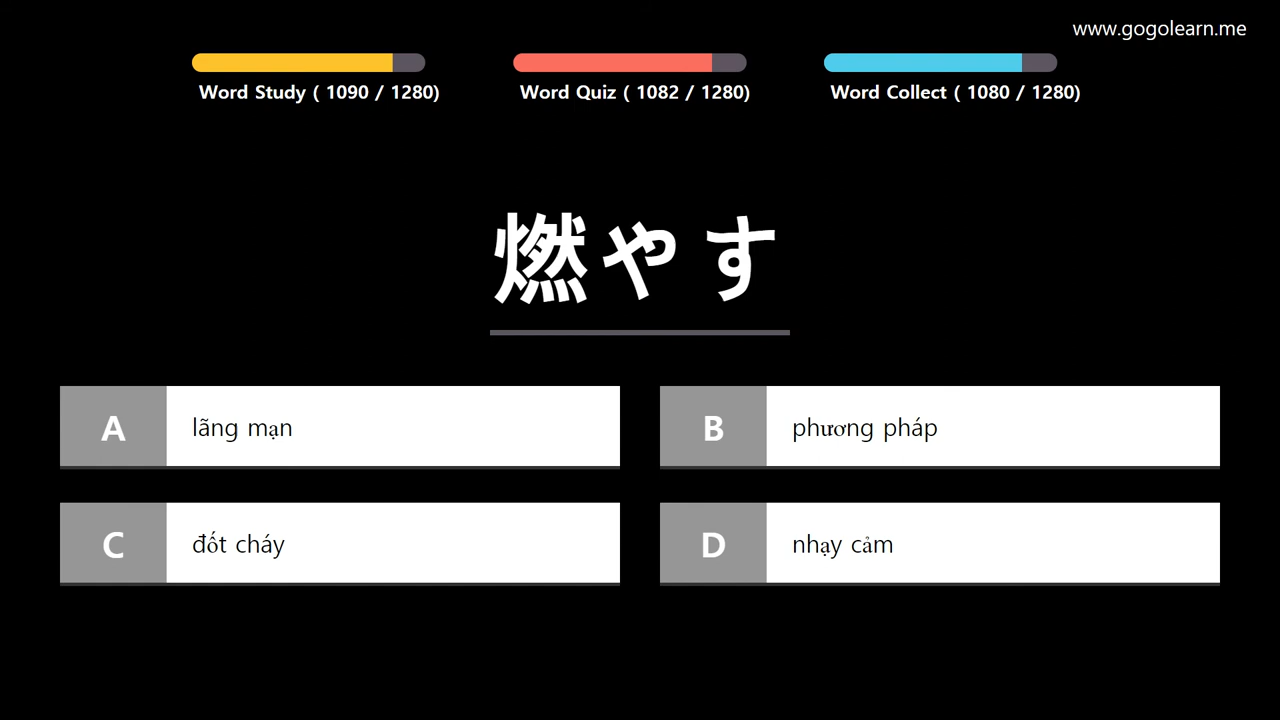 www.gogolearn.me
Word Study ( 1090 / 1280)
Word Quiz ( 1082 / 1280)
Word Collect ( 1080 / 1280)
燃やす
A lãng mạn
B phương pháp
C đốt cháy
D nhạy cảm